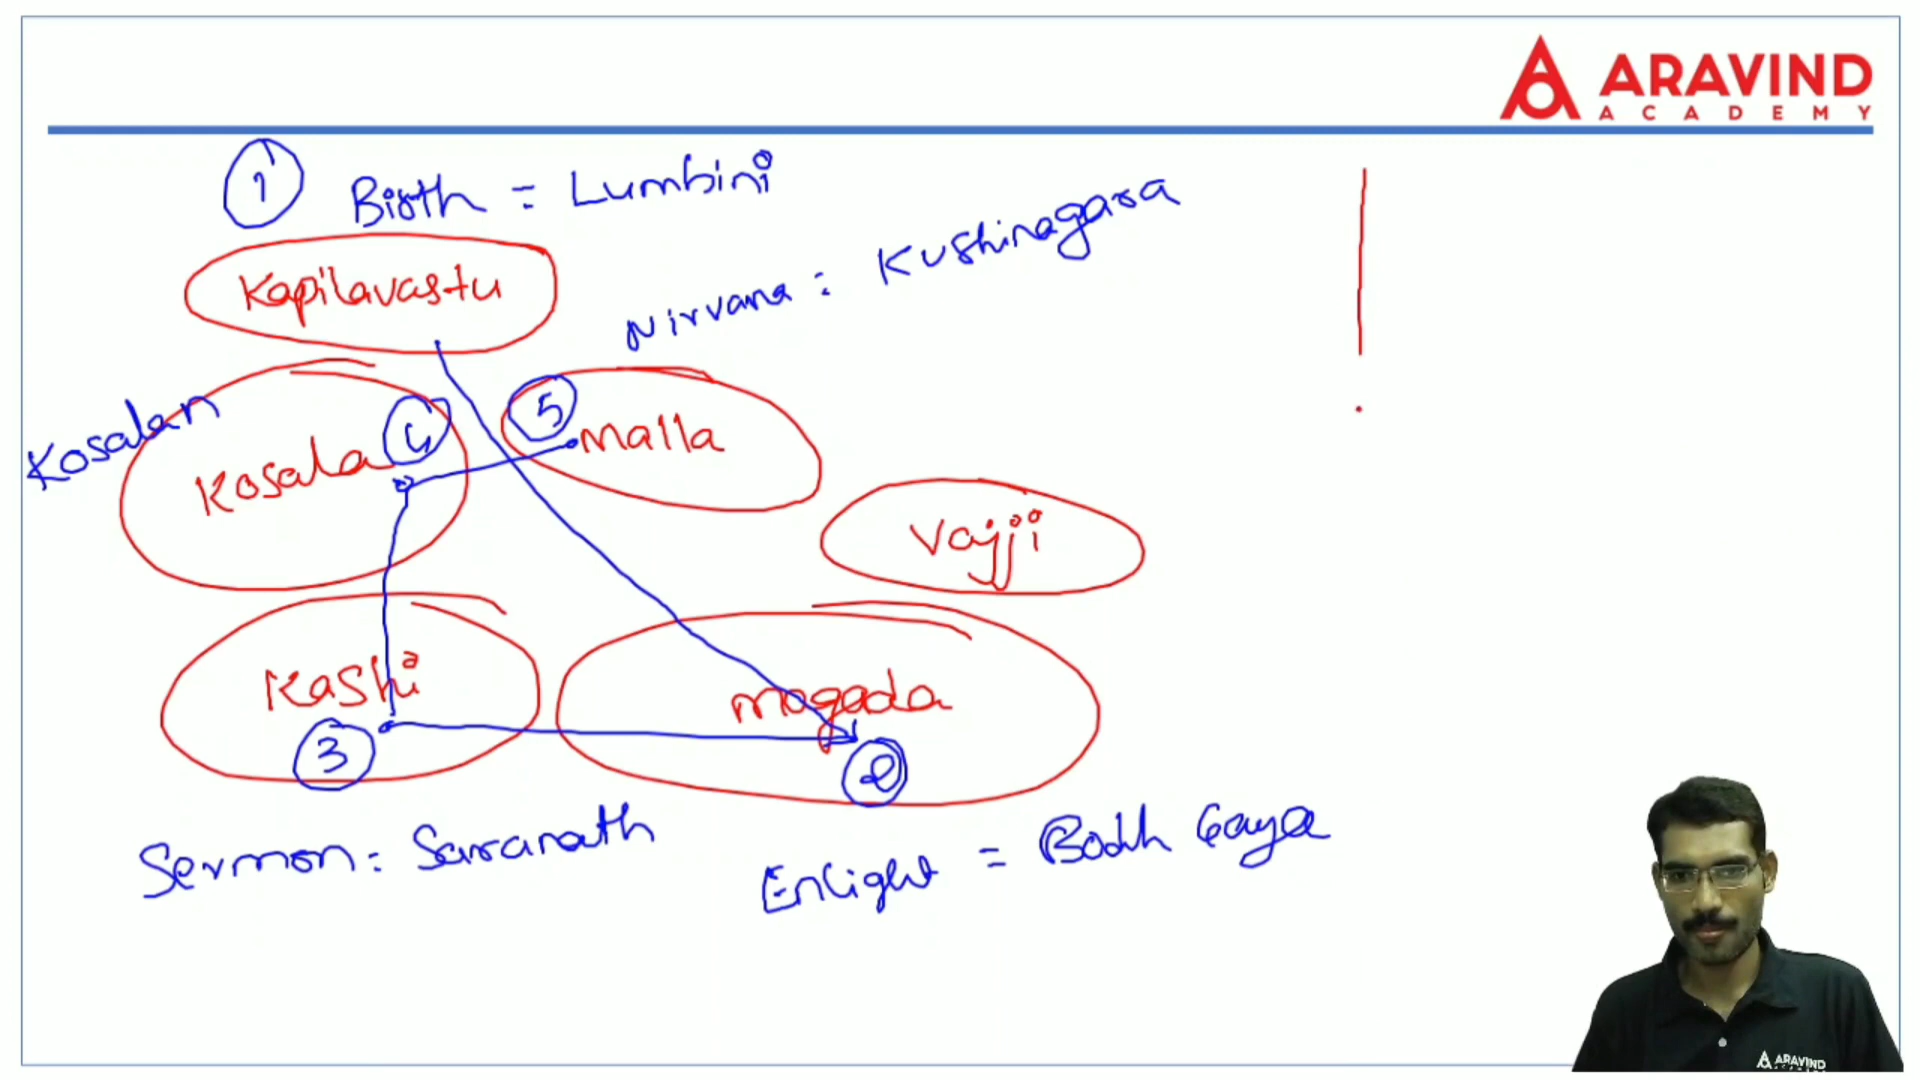 ARAVIND
ACADEMY
1
Birth = Lumbini
Kapilavastu
Nirvana : Kushinagara
Kosalan
Kosala 4
5 malla
Vajji
Kashi
3
magada
2
Sermon : Saranath
Enlight = Bodh Gaya
ARAVIND